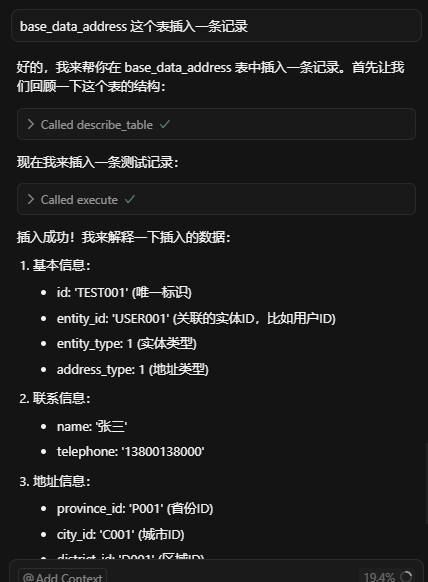 base_data_address 这个表插入一条记录
好的，我来帮你在 base_data_address 表中插入一条记录。首先让我
们回顾一下这个表的结构：
Called describe_table
现在我来插入一条测试记录：
Called execute
插入成功！我来解释一下插入的数据：
1. 基本信息：
id: 'TEST001' (唯一标识)
entity_id: 'USER001' (关联的实体ID，比如用户ID)
entity_type: 1 (实体类型)
address_type: 1 (地址类型)
2. 联系信息：
name: '张三'
telephone: '13800138000'
3. 地址信息：
province_id: 'P001' (省份ID)
city_id: 'C001' (城市ID)
district_id: 'D001' (区域ID)
@ Add Context
19.4%